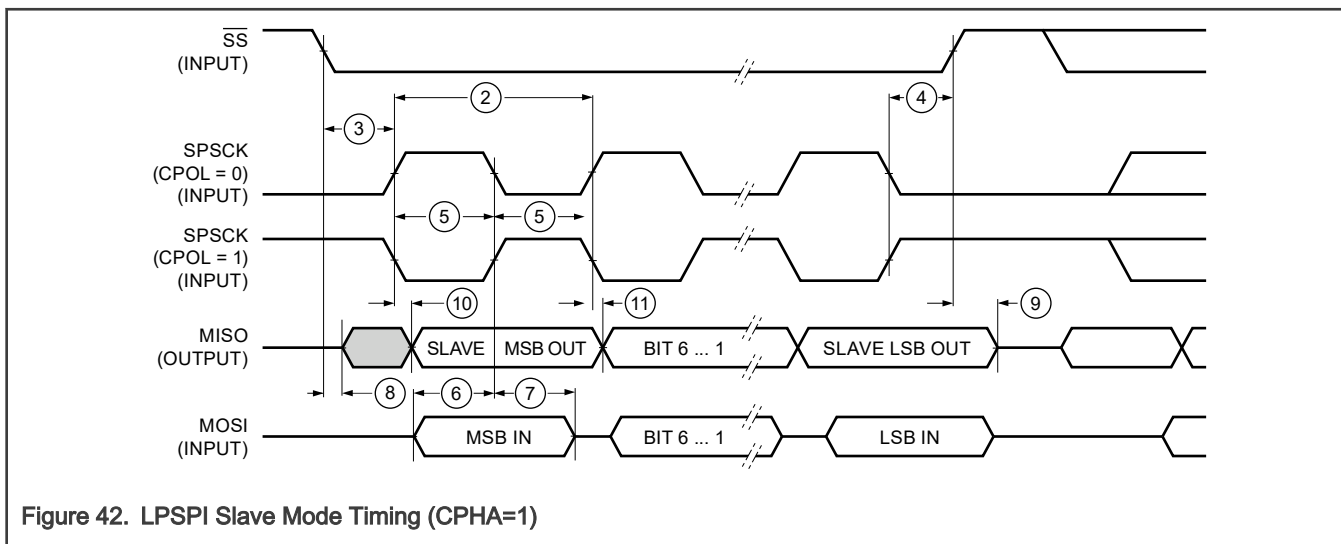 SS
(INPUT)
2
4
3
SPSCK
(CPOL = 0)
(INPUT)
5
5
SPSCK
(CPOL = 1)
(INPUT)
10
11
9
MISO
(OUTPUT)
SLAVE MSB OUT
BIT 6 ... 1
SLAVE LSB OUT
8
6
7
MOSI
(INPUT)
MSB IN
BIT 6 ... 1
LSB IN
Figure 42. LPSPI Slave Mode Timing (CPHA=1)